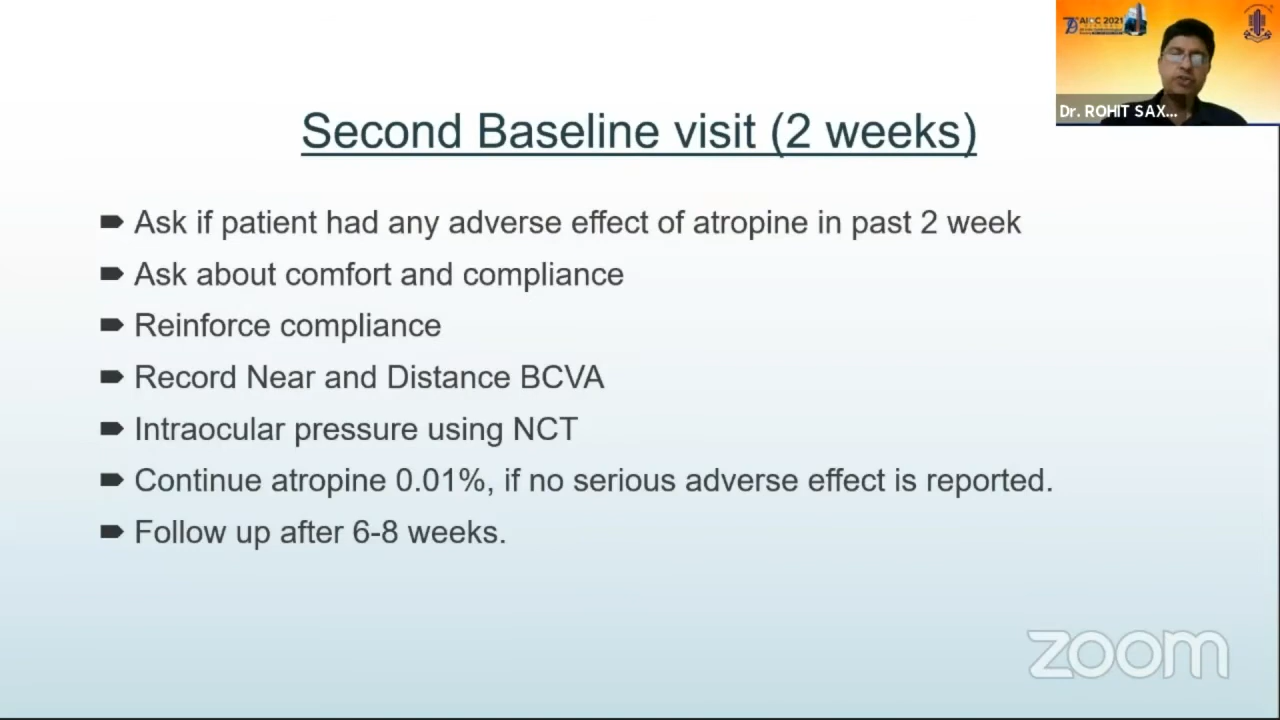 AIOC 2021
Dr. ROHIT SAX...
Second Baseline visit (2 weeks)
Ask if patient had any adverse effect of atropine in past 2 week
Ask about comfort and compliance
Reinforce compliance
Record Near and Distance BCVA
Intraocular pressure using NCT
Continue atropine 0.01%, if no serious adverse effect is reported.
Follow up after 6-8 weeks.
zoom